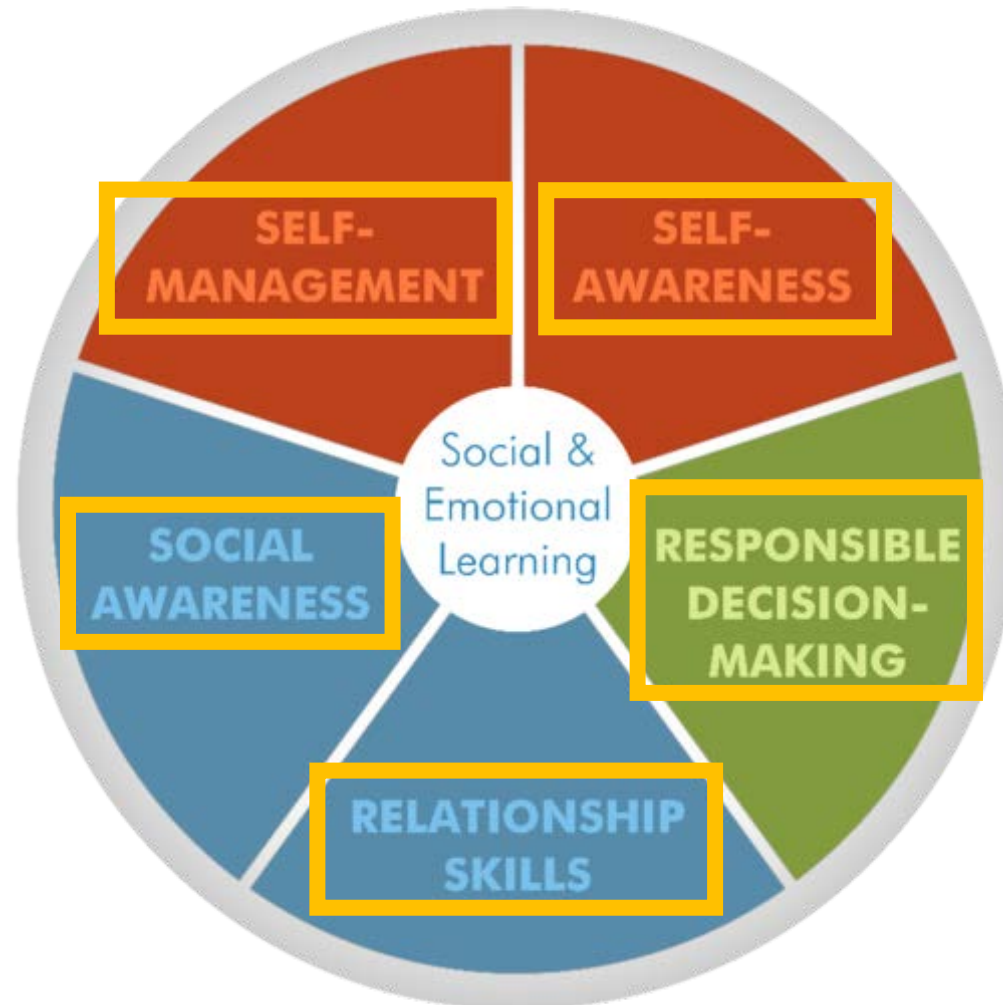 SELF-
MANAGEMENT
SELF-
AWARENESS
Social &
Emotional
Learning
SOCIAL
AWARENESS
RESPONSIBLE
DECISION-
MAKING
RELATIONSHIP
SKILLS